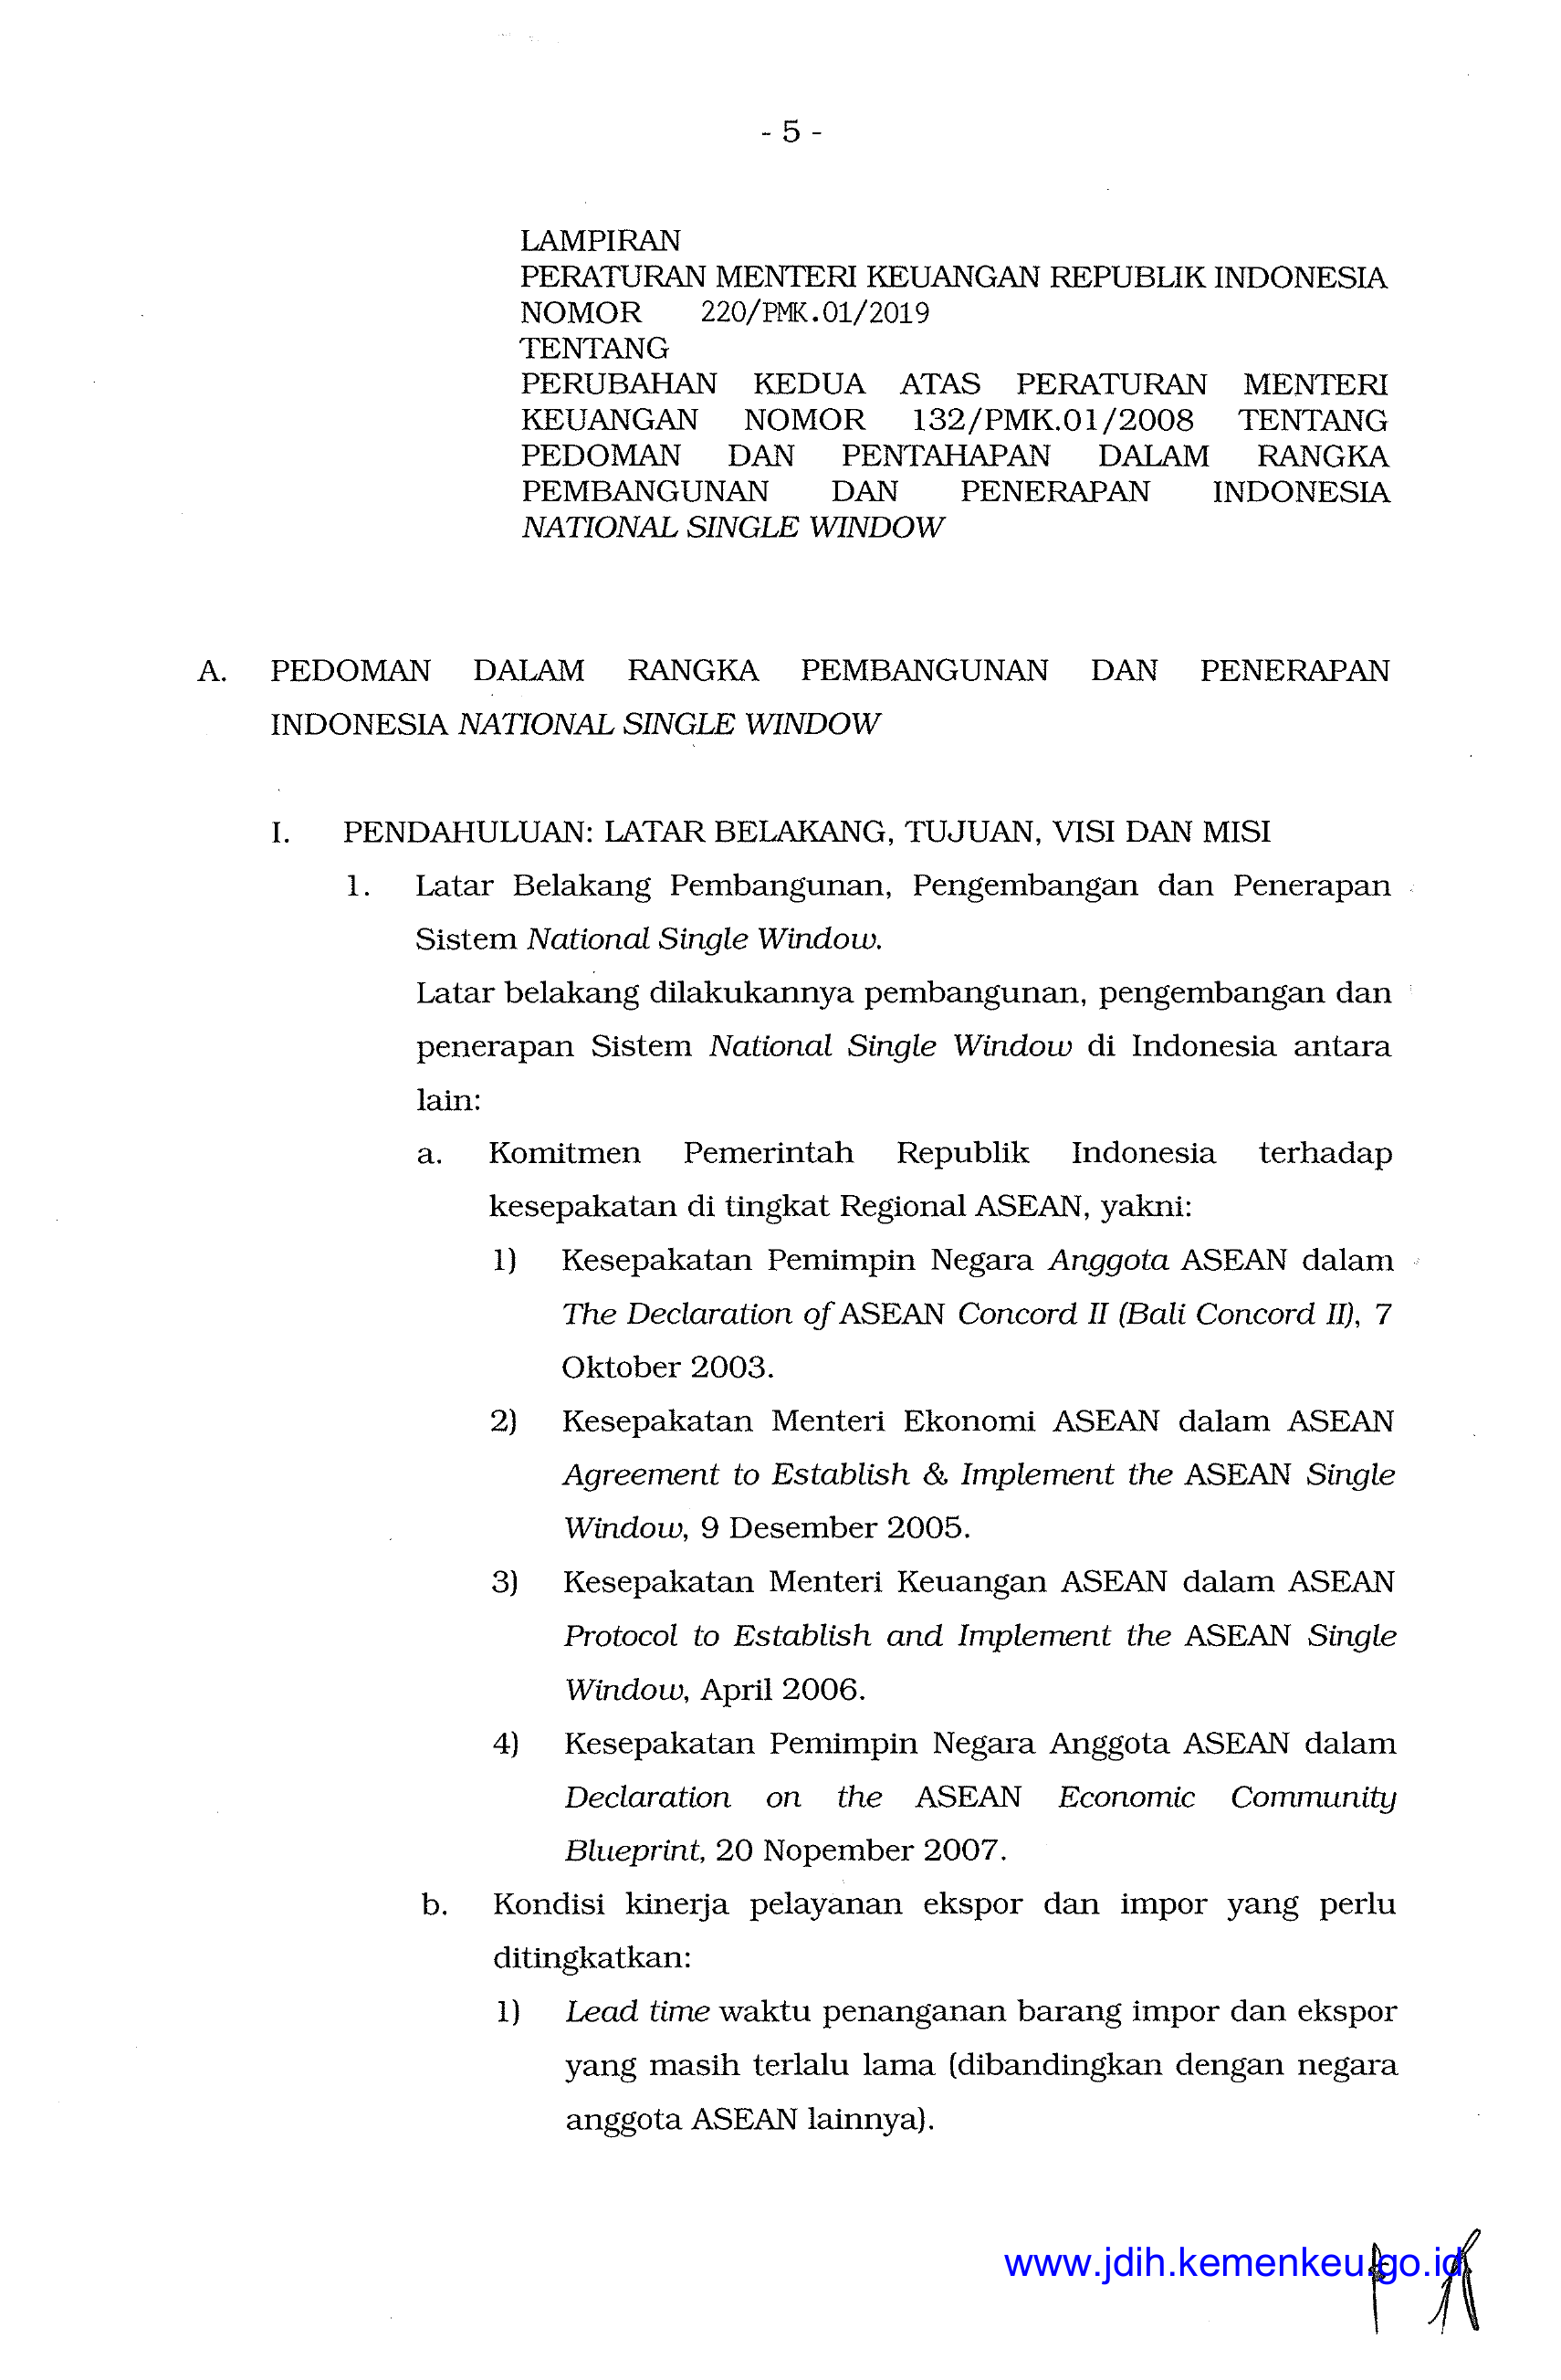 - 5 -
LAMPIRAN
PERATURAN MENTERI KEUANGAN REPUBLIK INDONESIA
NOMOR 220/PMK.01/2019
TENTANG
PERUBAHAN KEDUA ATAS PERATURAN MENTERI
KEUANGAN NOMOR 132/PMK.01/2008 TENTANG
PEDOMAN DAN PENTAHAPAN DALAM RANGKA
PEMBANGUNAN DAN PENERAPAN INDONESIA
NATIONAL SINGLE WINDOW
A. PEDOMAN DALAM RANGKA PEMBANGUNAN DAN PENERAPAN
INDONESIA NATIONAL SINGLE WINDOW
I. PENDAHULUAN: LATAR BELAKANG, TUJUAN, VISI DAN MISI
1. Latar Belakang Pembangunan, Pengembangan dan Penerapan
Sistem National Single Window.
Latar belakang dilakukannya pembangunan, pengembangan dan
penerapan Sistem National Single Window di Indonesia antara
lain:
a. Komitmen Pemerintah Republik Indonesia terhadap
kesepakatan di tingkat Regional ASEAN, yakni:
1) Kesepakatan Pemimpin Negara Anggota ASEAN dalam
The Declaration of ASEAN Concord II (Bali Concord II), 7
Oktober 2003.
2) Kesepakatan Menteri Ekonomi ASEAN dalam ASEAN
Agreement to Establish & Implement the ASEAN Single
Window, 9 Desember 2005.
3) Kesepakatan Menteri Keuangan ASEAN dalam ASEAN
Protocol to Establish and Implement the ASEAN Single
Window, April 2006.
4) Kesepakatan Pemimpin Negara Anggota ASEAN dalam
Declaration on the ASEAN Economic Community
Blueprint, 20 Nopember 2007.
b. Kondisi kinerja pelayanan ekspor dan impor yang perlu
ditingkatkan:
1) Lead time waktu penanganan barang impor dan ekspor
yang masih terlalu lama (dibandingkan dengan negara
anggota ASEAN lainnya).
www.jdih.kemenkeu.go.id